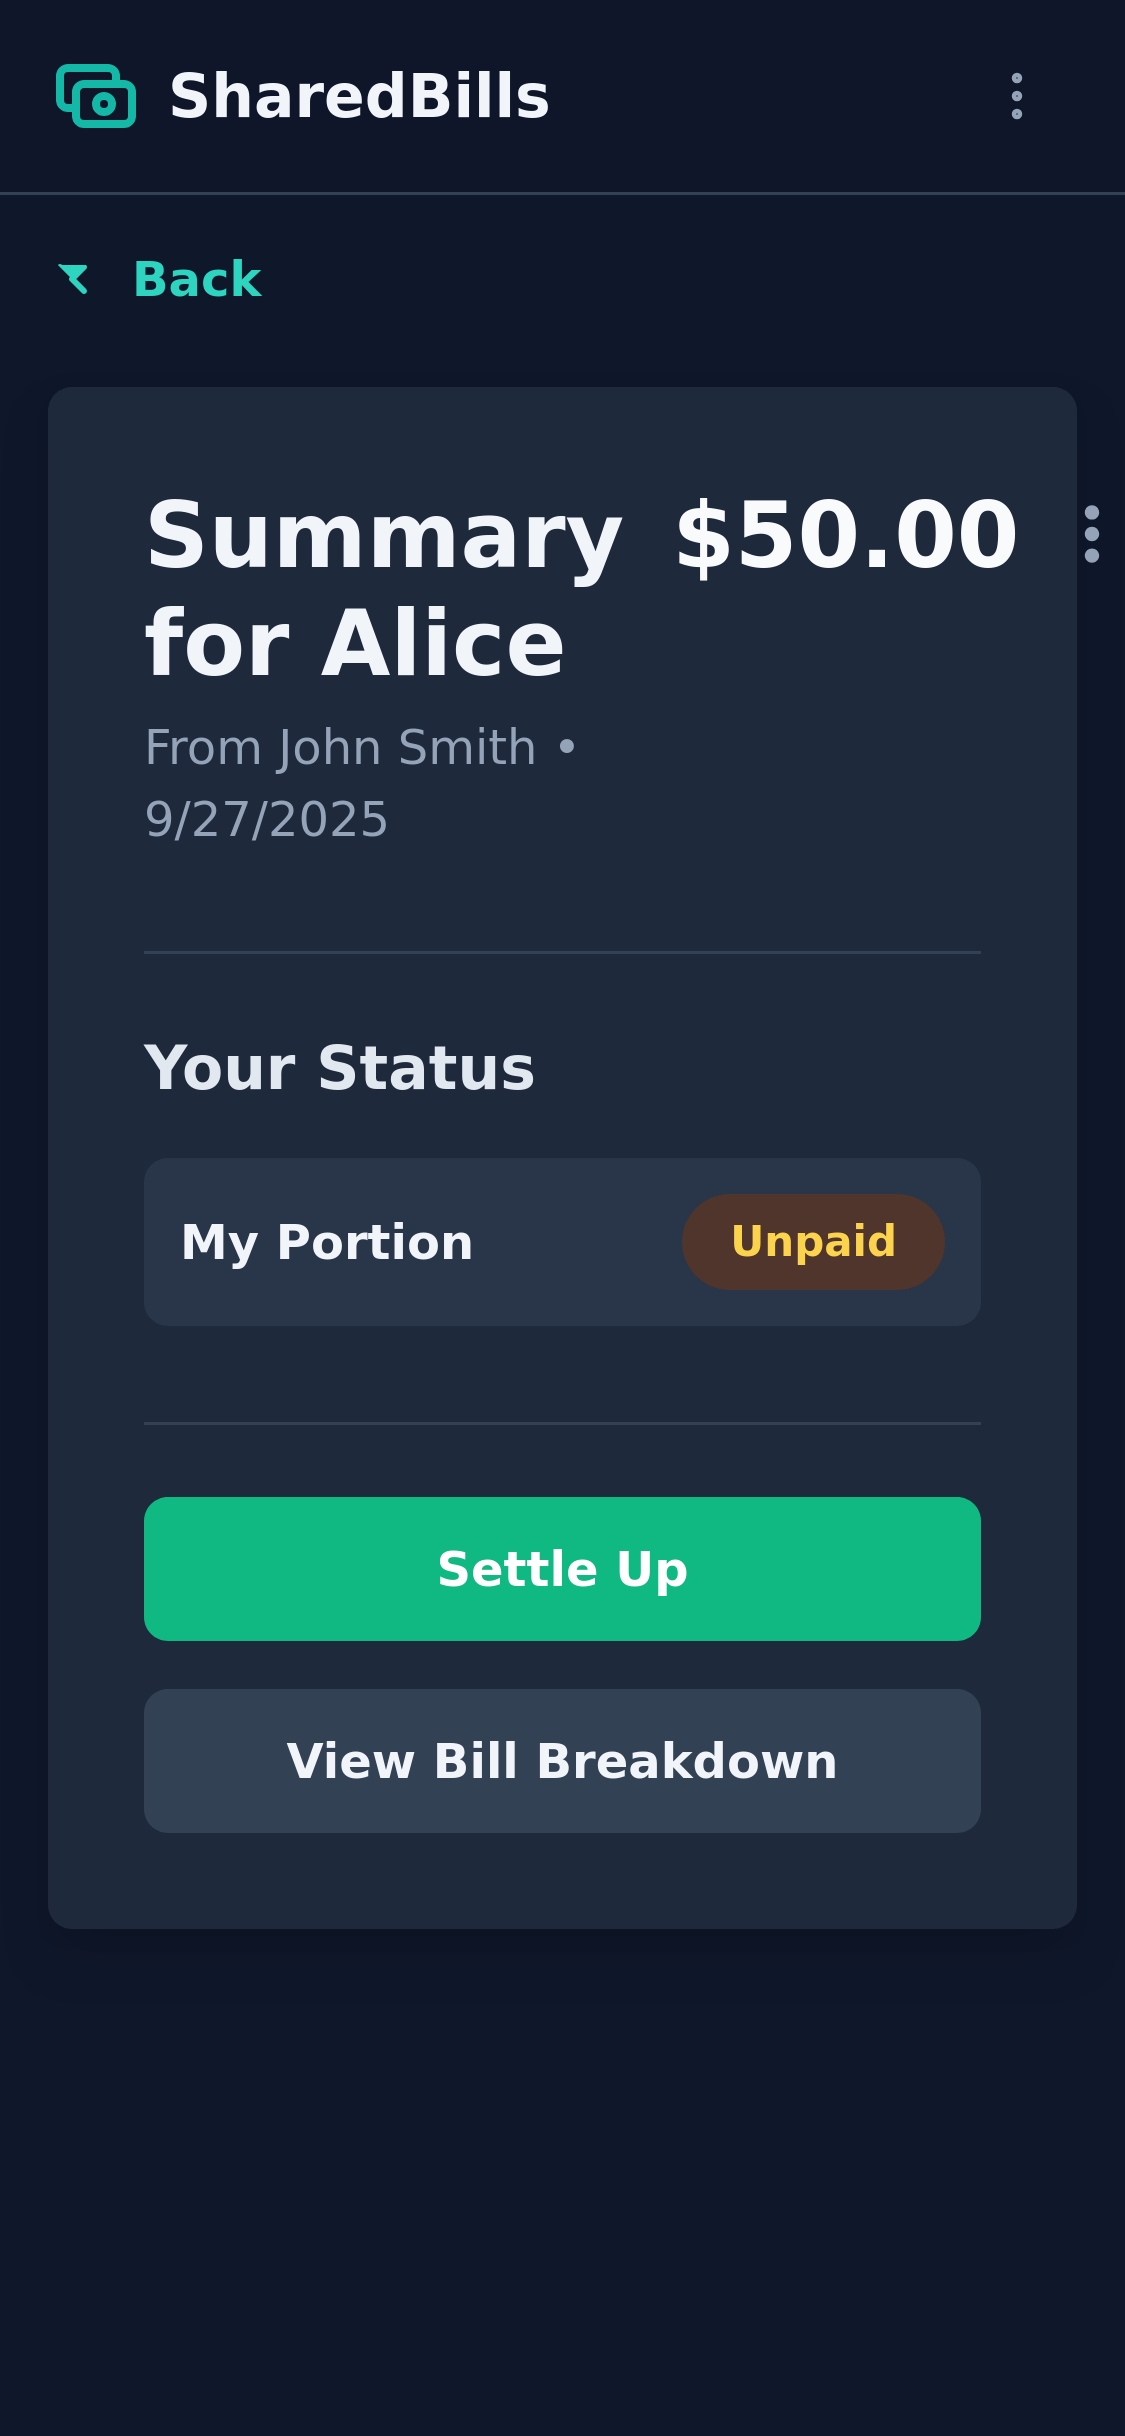 SharedBills
Back
Summary $50.00
for Alice
From John Smith •
9/27/2025
Your Status
My Portion Unpaid
Settle Up
View Bill Breakdown